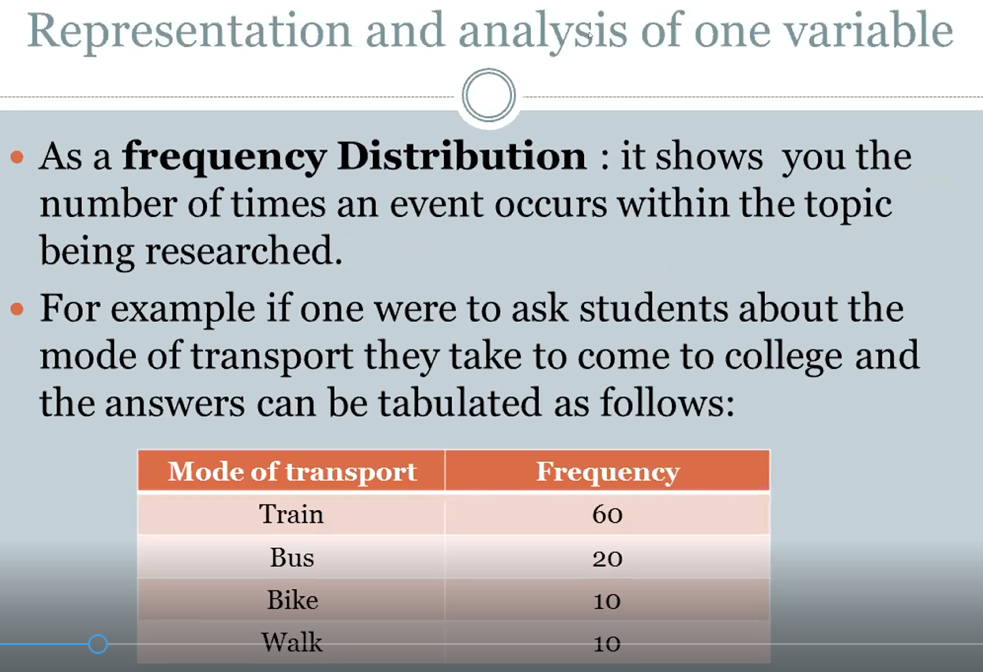 Representation and analysis of one variable
• As a frequency Distribution : it shows you the
number of times an event occurs within the topic
being researched.
• For example if one were to ask students about the
mode of transport they take to come to college and
the answers can be tabulated as follows:
Mode of transport Frequency
Train 60
Bus 20
Bike 10
Walk 10